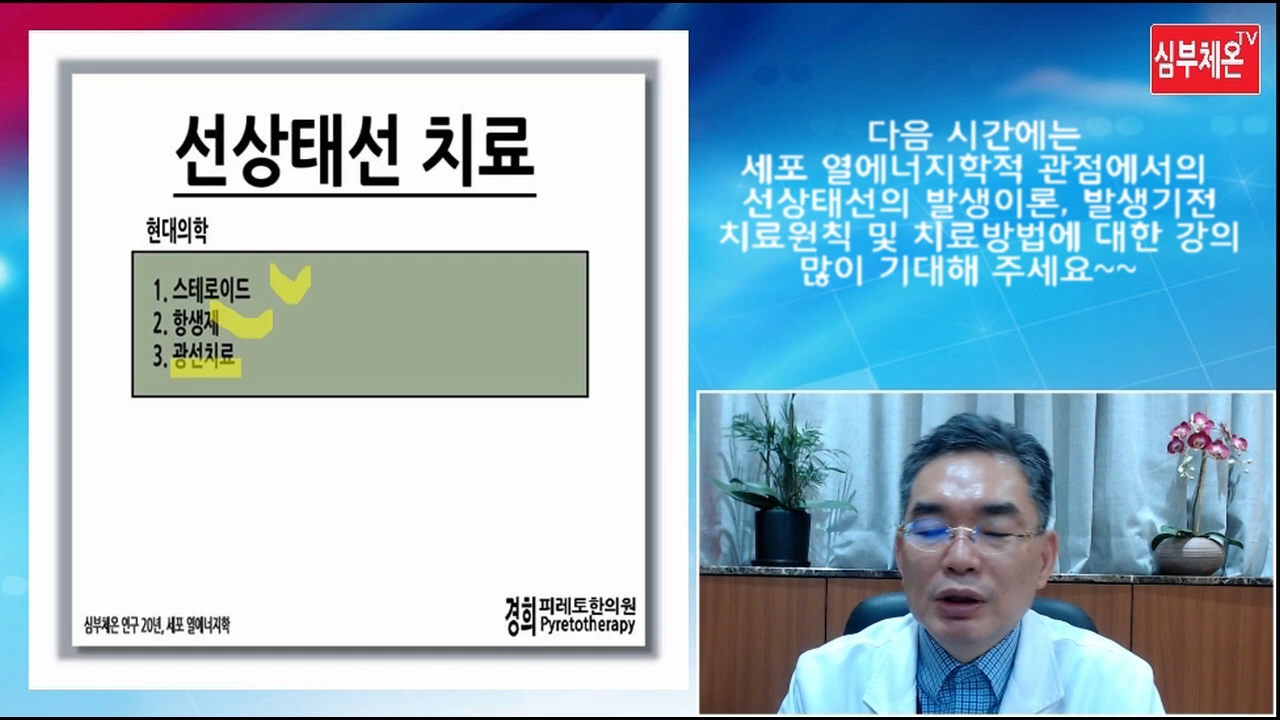 선상태선 치료
현대의학
1. 스테로이드
2. 항생제
3. 광선치료
심부체온 연구 20년, 세포 열에너지학
경희 피레토한의원
Pyretotherapy
심부체온TV
다음 시간에는
세포 열에너지학적 관점에서의
선상태선의 발생이론, 발생기전
치료원칙 및 치료방법에 대한 강의
많이 기대해 주세요~~